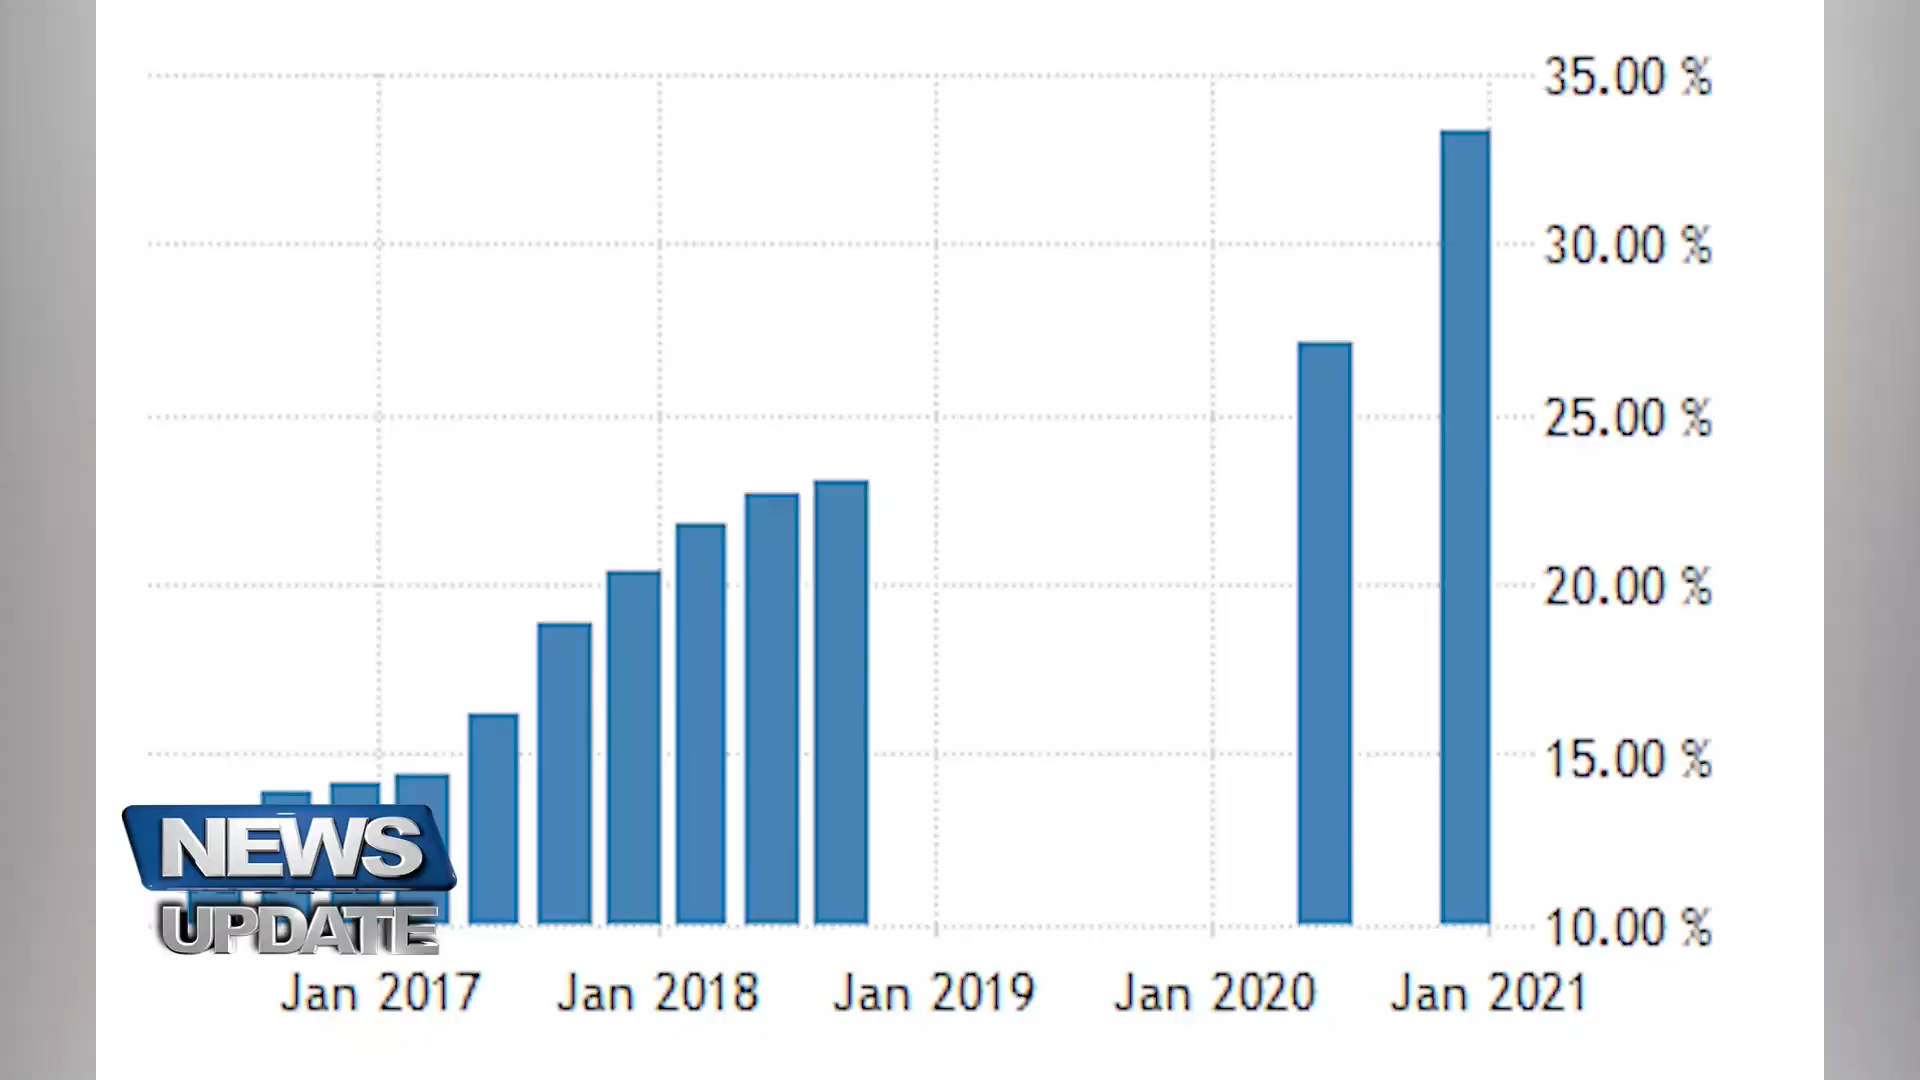 35.00 %
30.00 %
25.00 %
20.00 %
15.00 %
10.00 %
Jan 2017 Jan 2018 Jan 2019 Jan 2020 Jan 2021
NEWS
UPDATE